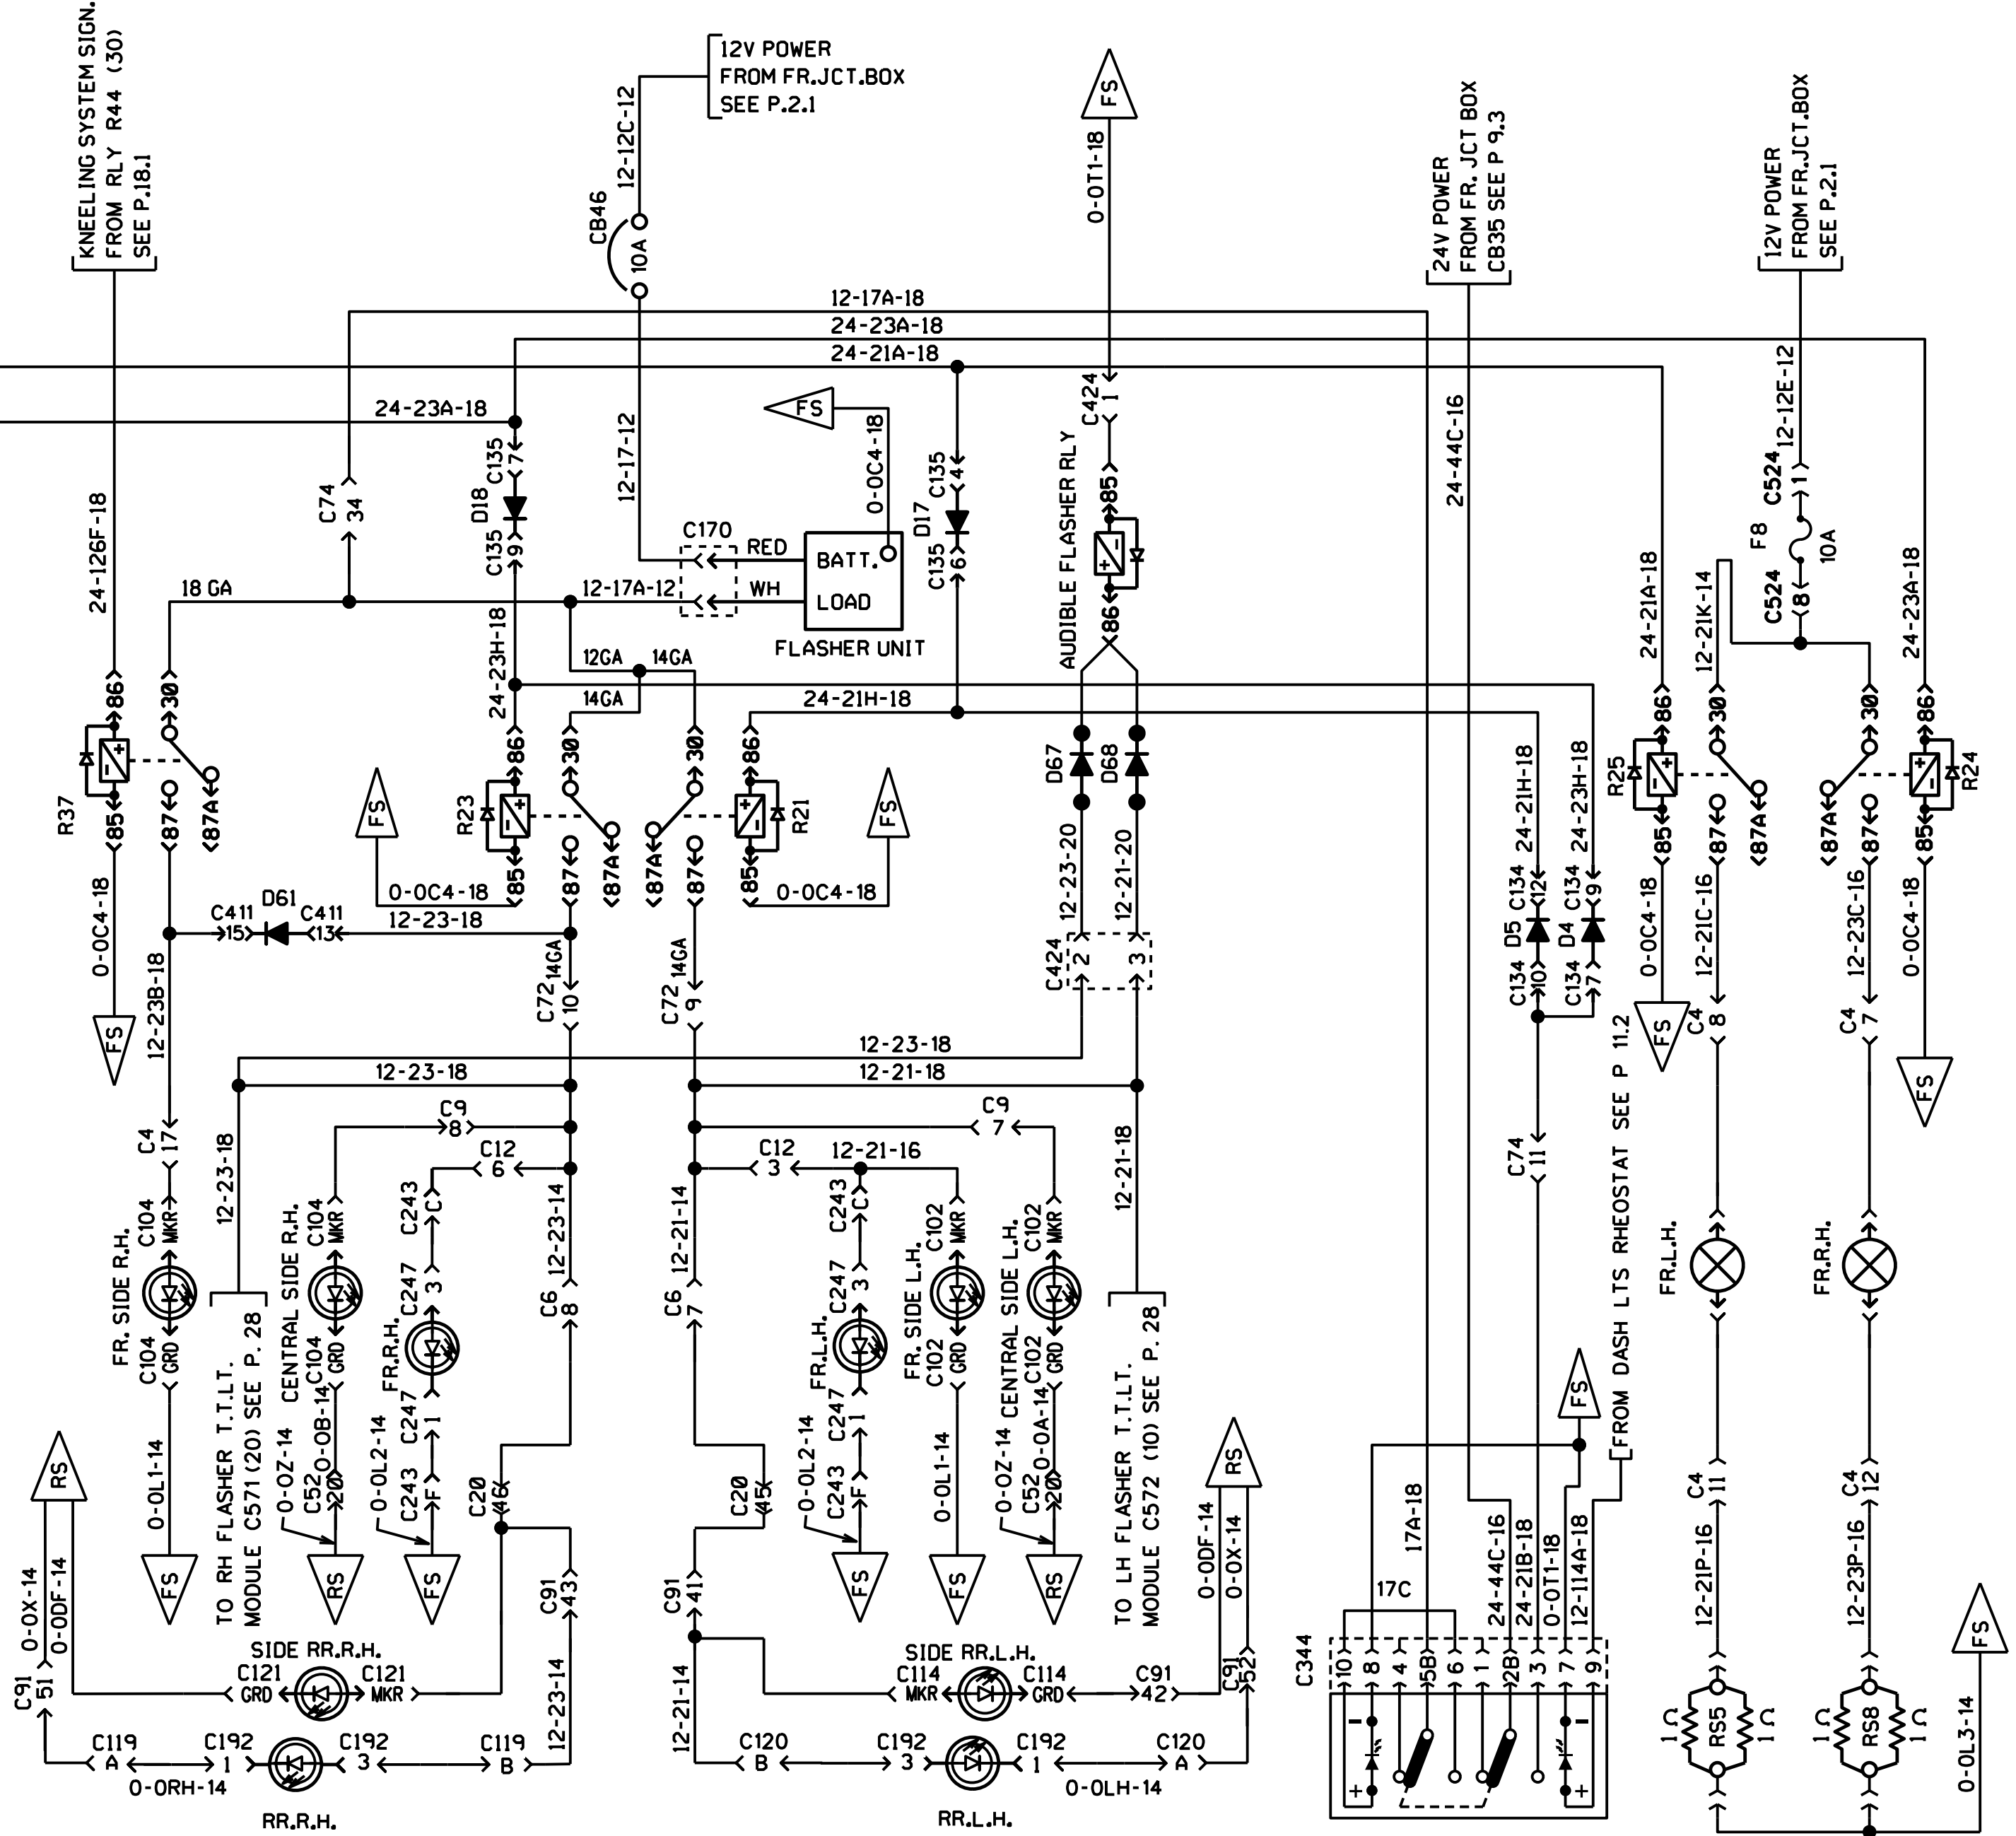 KNEELING SYSTEM SIGN.
FROM RLY R44 (30)
SEE P.18.1
12V POWER
FROM FR.JCT.BOX
SEE P.2.1
12-12C-12
CB46
10A
FS
0-0T1-18
24V POWER
FROM FR. JCT BOX
CB35 SEE P 9.3
12V POWER
FROM FR.JCT.BOX
SEE P.2.1
12-17A-18
24-23A-18
24-21A-18
24-23A-18
24-126F-18
C74
34
C135
7
D18
C135
9
12-17-12
FS
0-0C4-18
C170
RED
WH
BATT.
LOAD
FLASHER UNIT
C135
4
D17
C135
6
C424
1
AUDIBLE FLASHER RLY
85
- +
86
24-44C-16
12-12E-12
C524
1
F8
10A
C524
8
24-21A-18
12-21K-14
24-23A-18
18 GA
12-17A-12
12GA
14GA
14GA
24-23H-18
24-21H-18
86
30
R37
+
-
85
87
87A
FS
86
30
R23
+
-
85
87
87A
30
86
87A
87
+
-
85
R21
FS
0-0C4-18
0-0C4-18
D67
D68
12-23-20
12-21-20
C424
2
3
24-21H-18
24-23H-18
C134
12
C134
9
D5
D4
C134
10
C134
7
86
30
R25
+
-
85
87
87A
30
86
R24
+
-
87A
87
85
0-0C4-18
12-21C-16
12-23C-16
0-0C4-18
C4
8
C4
7
FS
FS
0-0C4-18
FS
12-23B-18
C411
15
D61
C411
13
12-23-18
14GA
C72
10
14GA
C72
9
12-23-18
12-23-18
12-21-18
C9
8
C9
7
C12
6
C12
3
12-21-16
C4
17
12-23-18
12-21-18
C74
11
FROM DASH LTS RHEOSTAT SEE P 11.2
FR. SIDE R.H.
C104
MKR
C104
GRD
CENTRAL SIDE R.H.
C104
MKR
C104
GRD
FR.R.H.
C243
C
C247
3
C247
1
C243
F
12-23-14
C6
8
12-21-14
C6
7
FR.L.H.
C243
C
C247
3
C247
1
C243
F
FR. SIDE L.H.
C102
MKR
C102
GRD
CENTRAL SIDE L.H.
C102
MKR
C102
GRD
FR.L.H.
FR.R.H.
TO RH FLASHER T.T.LT.
MODULE C571 (20) SEE P. 28
TO LH FLASHER T.T.LT.
MODULE C572 (10) SEE P. 28
0-0L1-14
FS
0-0Z-14
0-0B-14
C52
20
RS
0-0L2-14
FS
C20
46
C20
45
0-0L2-14
FS
0-0L1-14
FS
0-0Z-14
0-0A-14
C52
20
RS
RS
0-0X-14
0-0DF-14
C91
51
RS
0-0DF-14
0-0X-14
C91
52
C91
43
C91
41
12-23-14
12-21-14
SIDE RR.R.H.
C121
GRD
C121
MKR
C119
A
C192
1
C192
3
C119
B
0-0RH-14
RR.R.H.
SIDE RR.L.H.
C114
MKR
C114
GRD
C91
42
C120
B
C192
3
C192
1
C120
A
0-0LH-14
RR.L.H.
FS
17A-18
17C
24-44C-16
24-21B-18
0-0T1-18
12-114A-18
C344
10
8
4
5B
6
1
2B
3
7
9
-
+
-
+
C4
11
C4
12
12-21P-16
12-23P-16
1Ω
RS5
1Ω
1Ω
RS8
1Ω
FS
0-0L3-14